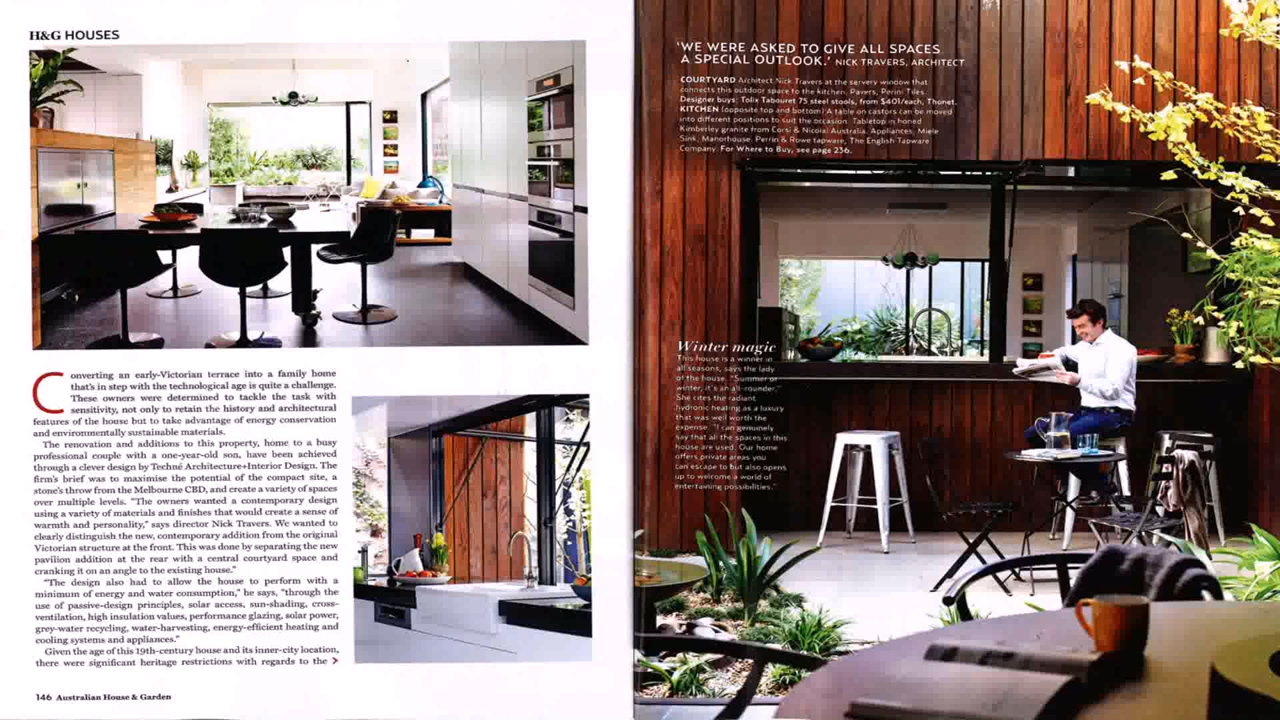 H&G HOUSES
Converting an early-Victorian terrace into a family home
that's in step with the technological age is quite a challenge.
These owners were determined to tackle the task with
sensitivity, not only to retain the history and architectural
features of the house but to take advantage of energy conservation
and environmentally sustainable materials.
The renovation and additions to this property, home to a busy
professional couple with a one-year-old son, have been achieved
through a clever design by Techné Architecture+Interior Design. The
firm's brief was to maximise the potential of the compact site, a
stone's throw from the Melbourne CBD, and create a variety of spaces
over multiple levels. "The owners wanted a contemporary design
using a variety of materials and finishes that would create a sense of
warmth and personality," says director Nick Travers. We wanted to
clearly distinguish the new, contemporary addition from the original
Victorian structure at the front. This was done by separating the new
pavilion addition at the rear with a central courtyard space and
cranking it on an angle to the existing house."
"The design also had to allow the house to perform with a
minimum of energy and water consumption," he says, "through the
use of passive-design principles, solar access, sun-shading, cross-
ventilation, high insulation values, performance glazing, solar power,
grey-water recycling, water-harvesting, energy-efficient heating and
cooling systems and appliances."
Given the age of this 19th-century house and its inner-city location,
there were significant heritage restrictions with regards to the >
146 Australian House & Garden
'WE WERE ASKED TO GIVE ALL SPACES
A SPECIAL OUTLOOK.' NICK TRAVERS, ARCHITECT
COURTYARD Architect Nick Travers at the servery window that
connects this outdoor space to the kitchen. Pavers, Perini Tiles.
Designer buys: Tolix Tabouret 75 steel stools, from $401/each, Thonet.
KITCHEN (opposite top and bottom) A table on castors can be moved
into different positions to suit the occasion. Tabletop in honed
Kimberley granite from Corsi & Nicolai Australia. Appliances, Miele
Sink, Manorhouse. Perrin & Rowe tapware, The English Tapware
Company. For Where to Buy, see page 236.
Winter magic
This house is a winner in
all seasons, says the lady
of the house. "Summer or
winter, it's an all-rounder."
She cites the radiant
hydronic heating as a luxury
that was well worth the
expense. "I can genuinely
say that all the spaces in this
house are used. Our home
offers private areas you
can escape to but also opens
up to welcome a world of
entertaining possibilities."